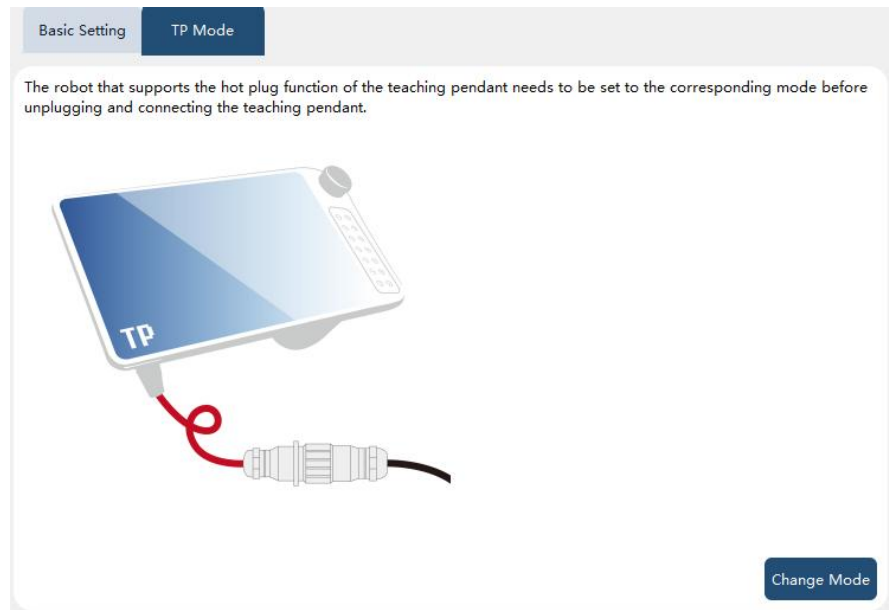 Basic Setting
TP Mode
The robot that supports the hot plug function of the teaching pendant needs to be set to the corresponding mode before
unplugging and connecting the teaching pendant.
TP
Change Mode